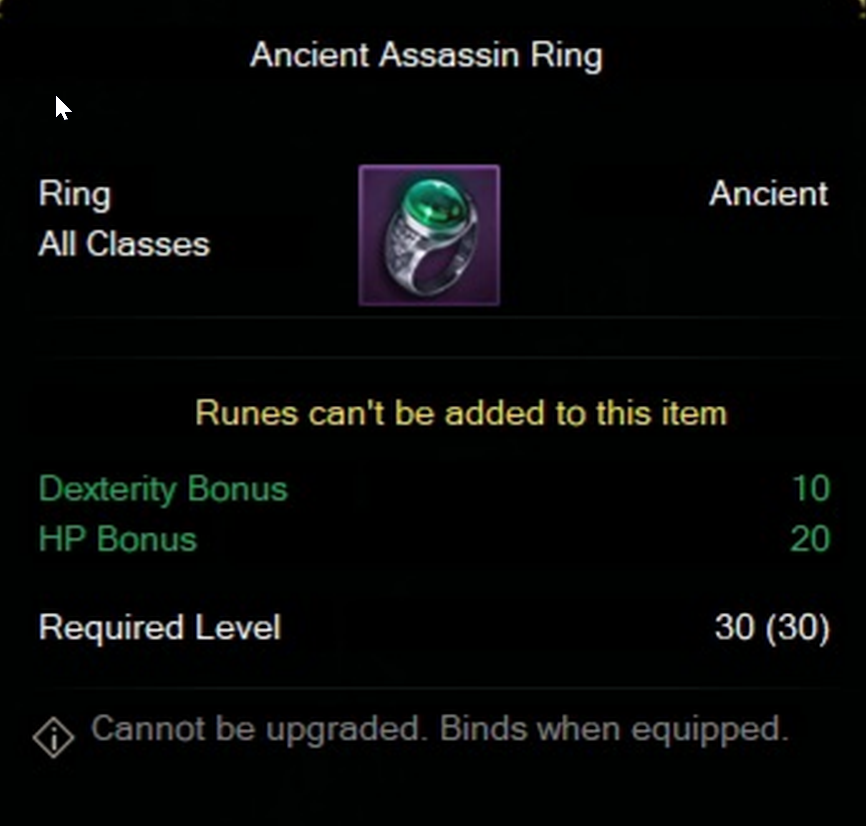 Ancient Assassin Ring
Ring
Ancient
All Classes
Runes can't be added to this item
Dexterity Bonus 10
HP Bonus 20
Required Level 30 (30)
Cannot be upgraded. Binds when equipped.